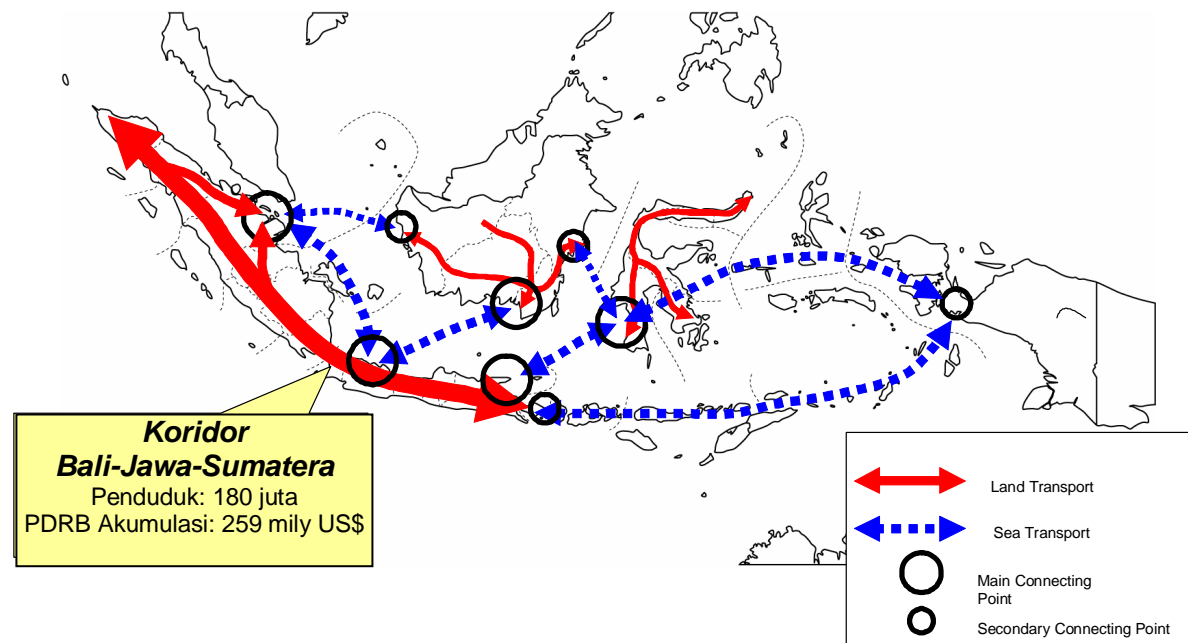 Koridor
Bali-Jawa-Sumatera
Penduduk: 180 juta
PDRB Akumulasi: 259 mily US$
Land Transport
Sea Transport
Main Connecting
Point
Secondary Connecting Point